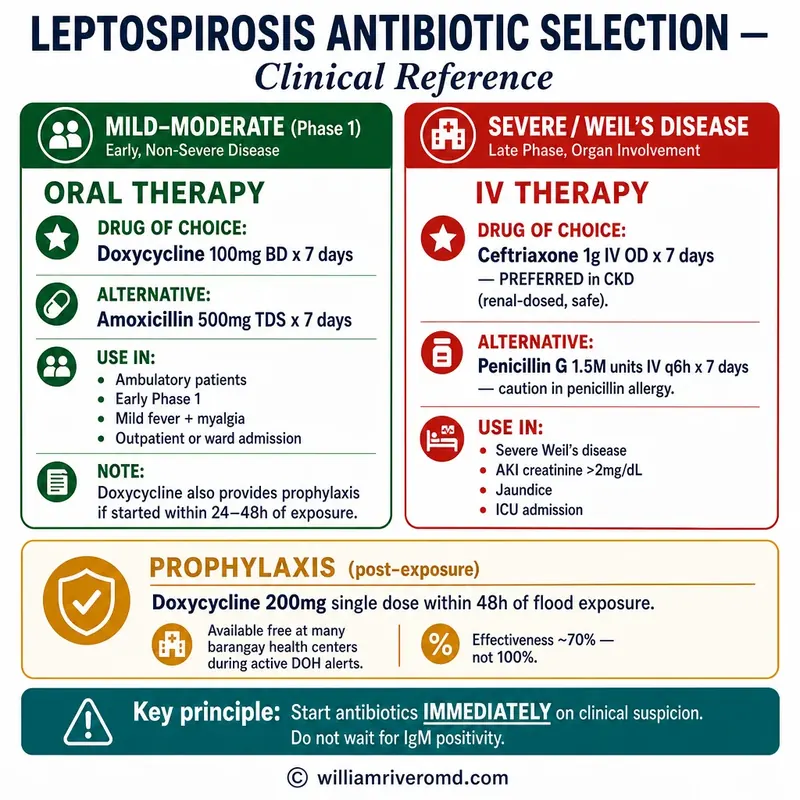 LEPTOSPIROSIS ANTIBIOTIC SELECTION —
Clinical Reference
MILD–MODERATE (Phase 1)
Early, Non-Severe Disease
ORAL THERAPY
DRUG OF CHOICE:
Doxycycline 100mg BD x 7 days
ALTERNATIVE:
Amoxicillin 500mg TDS x 7 days
USE IN:
• Ambulatory patients
• Early Phase 1
• Mild fever + myalgia
• Outpatient or ward admission
NOTE:
Doxycycline also provides prophylaxis
if started within 24–48h of exposure.
SEVERE / WEIL'S DISEASE
Late Phase, Organ Involvement
IV THERAPY
DRUG OF CHOICE:
Ceftriaxone 1g IV OD x 7 days
— PREFERRED in CKD
(renal-dosed, safe).
ALTERNATIVE:
Penicillin G 1.5M units IV q6h x 7 days
— caution in penicillin allergy.
USE IN:
• Severe Weil's disease
• AKI creatinine >2mg/dL
• Jaundice
• ICU admission
PROPHYLAXIS (post-exposure)
Doxycycline 200mg single dose within 48h of flood exposure.
Available free at many
barangay health centers
during active DOH alerts.
%
Effectiveness ~70% —
not 100%.
Key principle: Start antibiotics IMMEDIATELY on clinical suspicion.
Do not wait for IgM positivity.
© williamriveromd.com